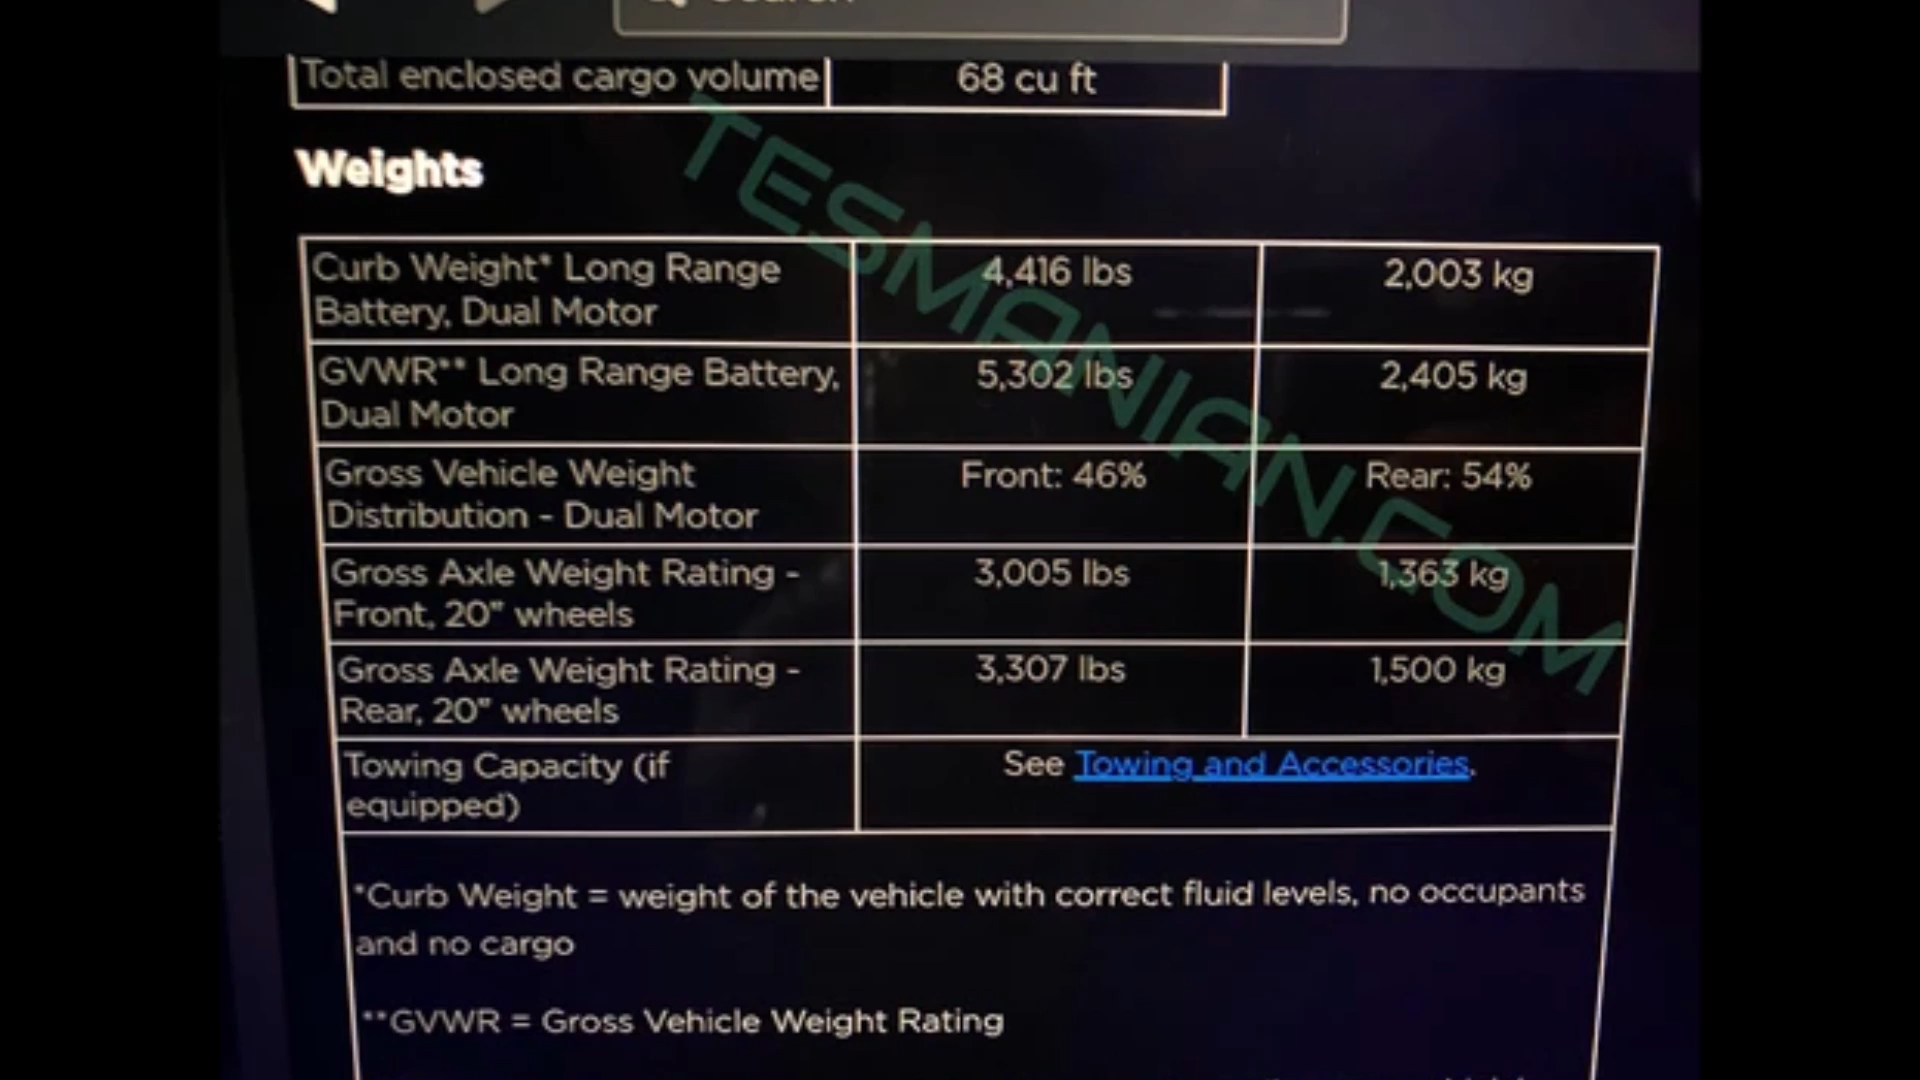 Total enclosed cargo volume 68 cu ft
Weights
Curb Weight* Long Range 4,416 lbs 2,003 kg
Battery, Dual Motor
GVWR** Long Range Battery, 5,302 lbs 2,405 kg
Dual Motor
Gross Vehicle Weight Front: 46% Rear: 54%
Distribution - Dual Motor
Gross Axle Weight Rating - 3,005 lbs 1,363 kg
Front, 20" wheels
Gross Axle Weight Rating - 3,307 lbs 1,500 kg
Rear, 20" wheels
Towing Capacity (if See Towing and Accessories.
equipped)
*Curb Weight = weight of the vehicle with correct fluid levels, no occupants
and no cargo
**GVWR = Gross Vehicle Weight Rating
TESMANIAN.COM